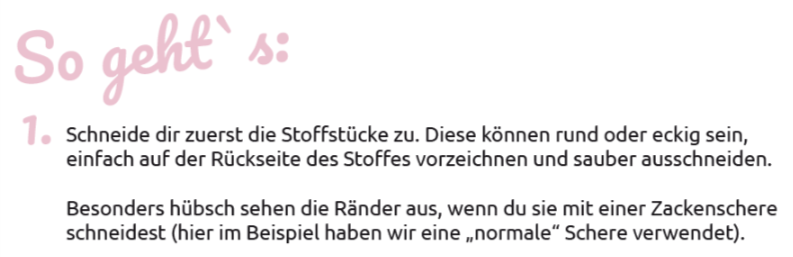 So geht`s:
1. Schneide dir zuerst die Stoffstücke zu. Diese können rund oder eckig sein,
einfach auf der Rückseite des Stoffes vorzeichnen und sauber ausschneiden.
Besonders hübsch sehen die Ränder aus, wenn du sie mit einer Zackenschere
schneidest (hier im Beispiel haben wir eine „normale“ Schere verwendet).